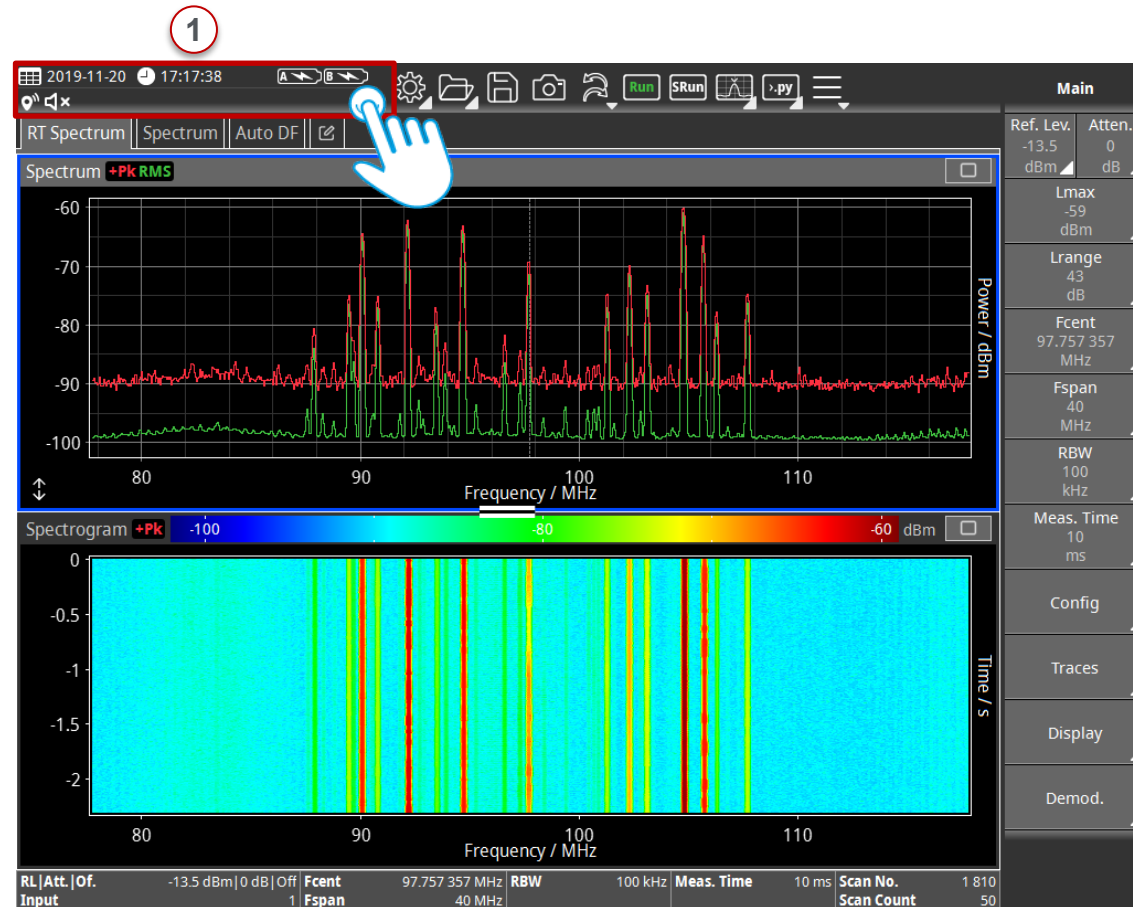 1
2019-11-20 17:17:38 A B Run SRun >.py
Main
RT Spectrum Spectrum Auto DF
Ref. Lev. Atten.
-13.5 0
dBm dB
Spectrum +Pk RMS
-60
-70
-80
-90
-100
Power / dBm
80 90 100 110
Frequency / MHz
Lmax
-59
dBm
Lrange
43
dB
Fcent
97.757 357
MHz
Fspan
40
MHz
RBW
100
kHz
Meas. Time
10
ms
Config
Traces
Display
Demod.
Spectrogram +Pk -100 -80 -60 dBm
0
-0.5
-1
-1.5
-2
Time / s
80 90 100 110
Frequency / MHz
RL|Att.|Of. -13.5 dBm|0 dB|Off Fcent 97.757 357 MHz RBW 100 kHz Meas. Time 10 ms Scan No. 1 810
Input 1 Fspan 40 MHz Scan Count 50